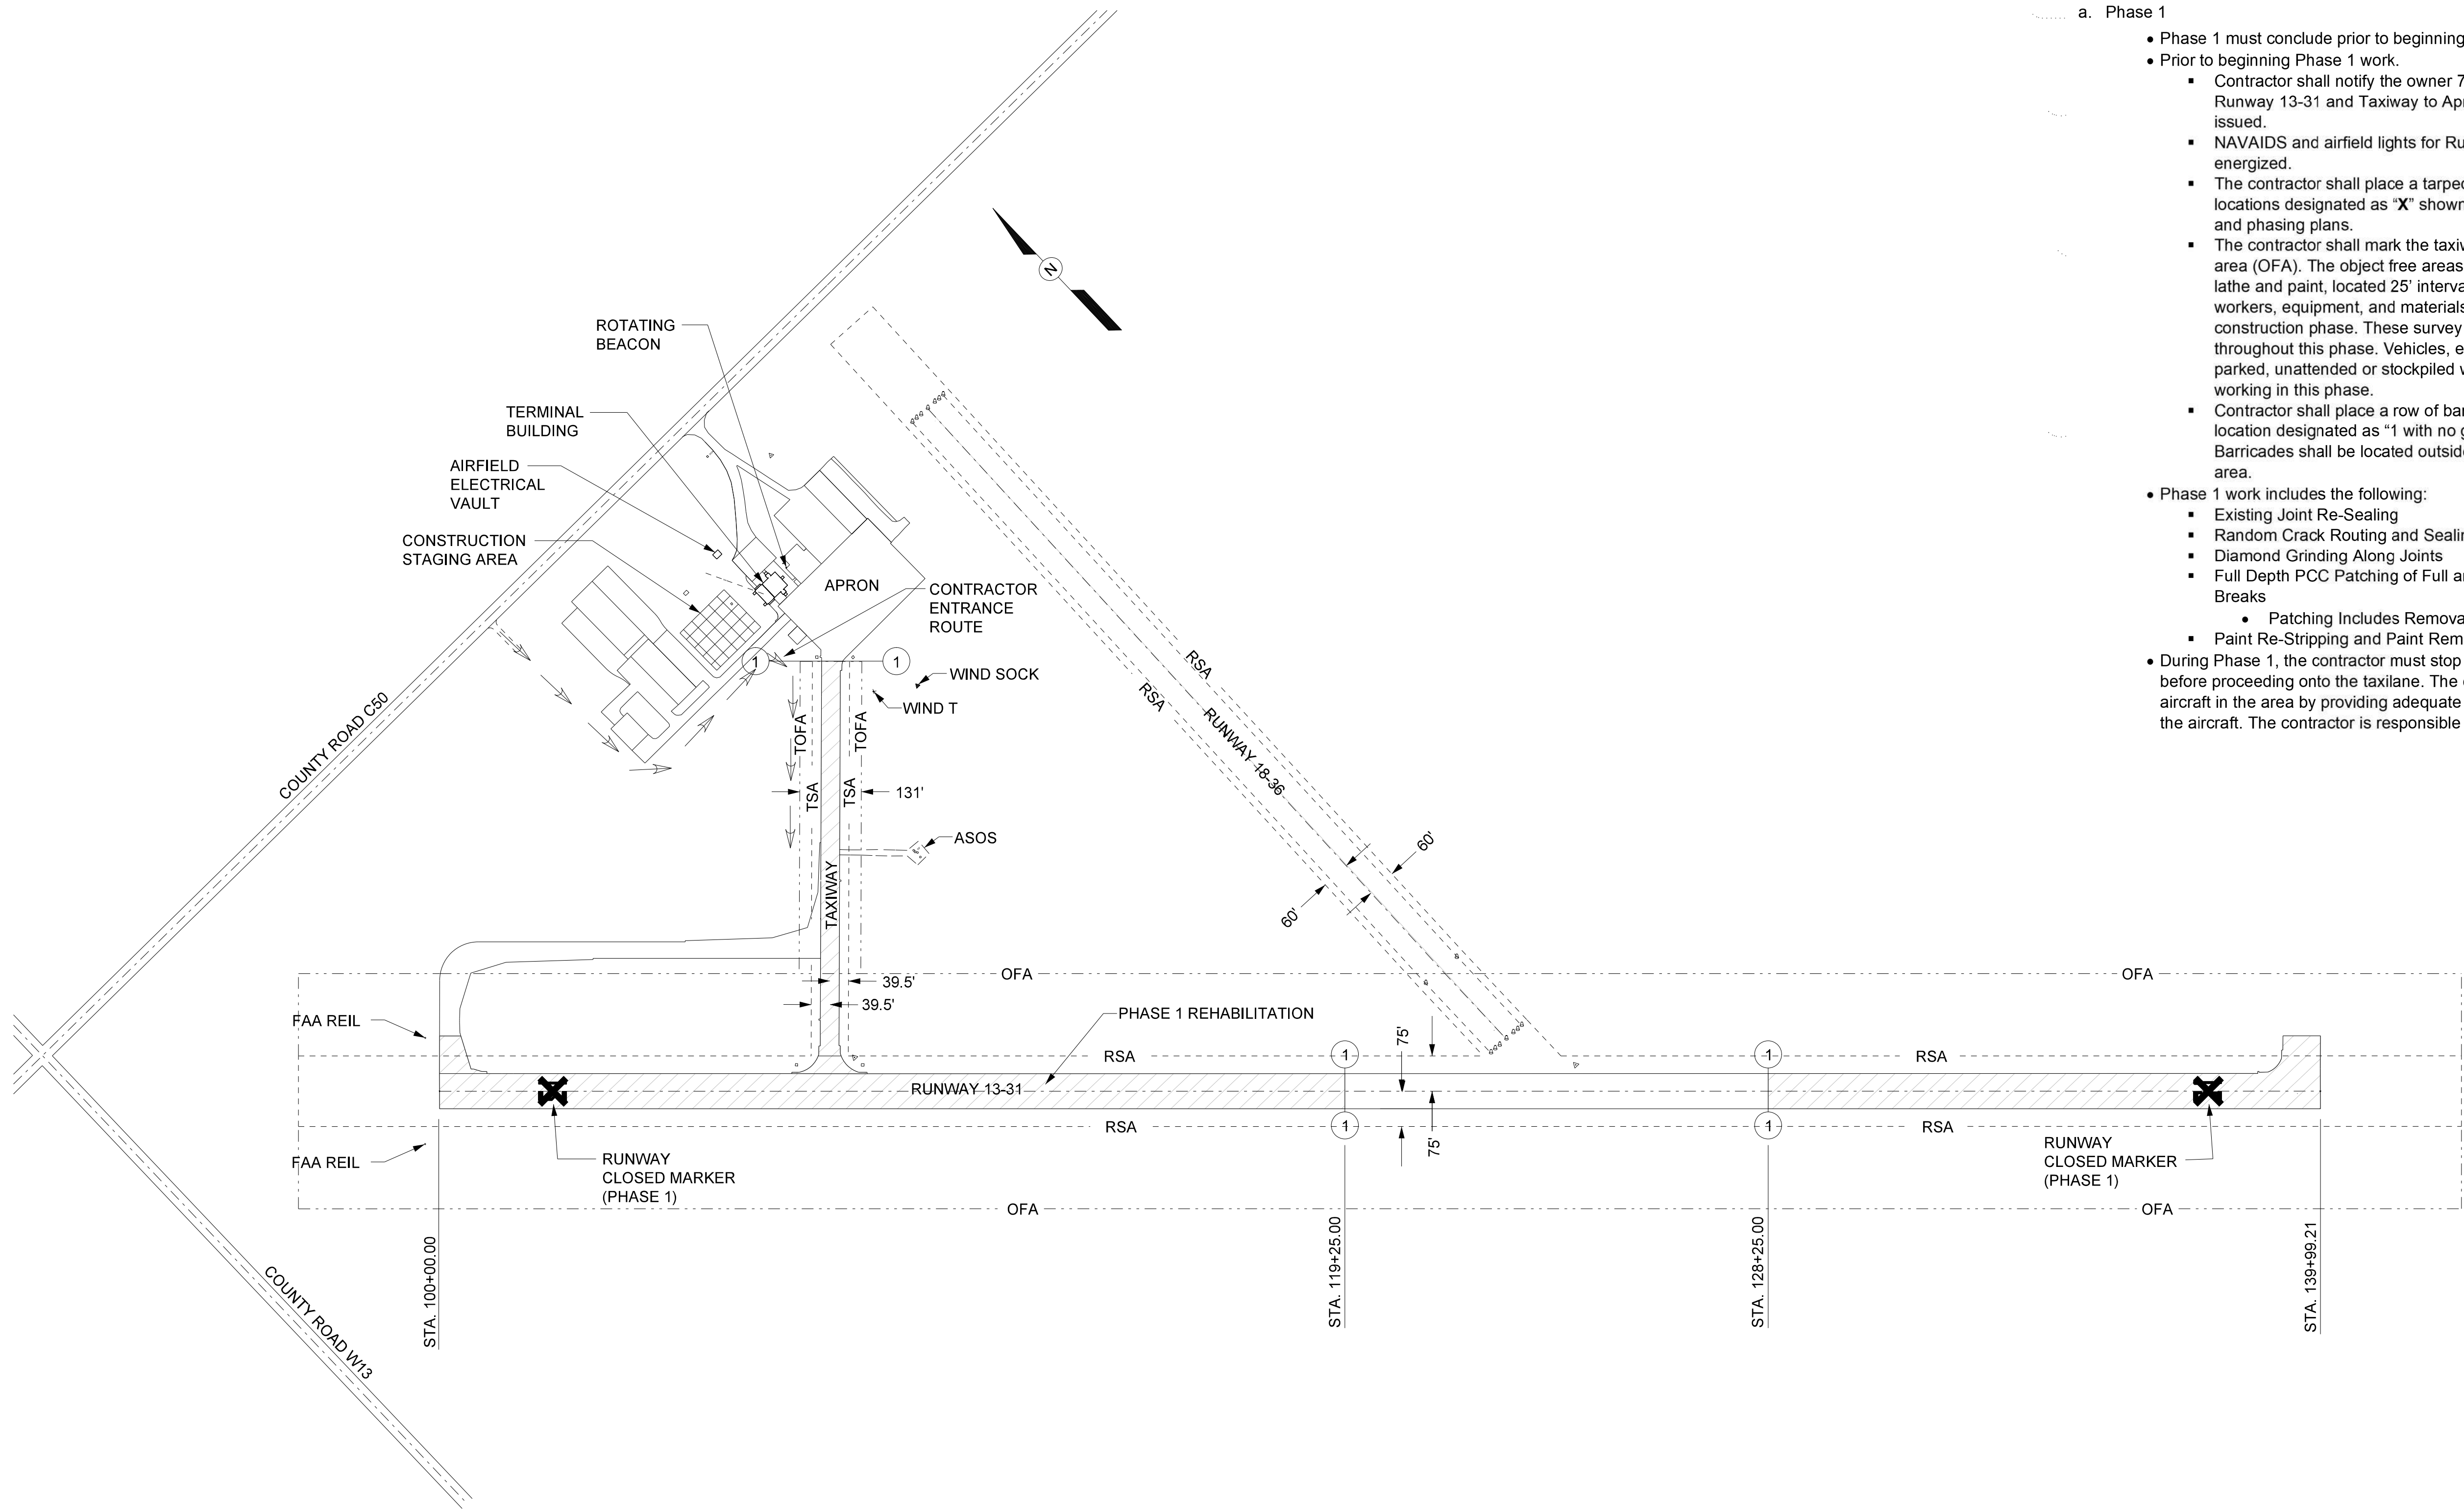 a. Phase 1
• Phase 1 must conclude prior to beginning
• Prior to beginning Phase 1 work.
▪ Contractor shall notify the owner 7
Runway 13-31 and Taxiway to Ap
issued.
▪ NAVAIDS and airfield lights for Ru
energized.
▪ The contractor shall place a tarpe
locations designated as “X” shown
and phasing plans.
▪ The contractor shall mark the taxiw
area (OFA). The object free areas
lathe and paint, located 25’ interva
workers, equipment, and materials
construction phase. These survey
throughout this phase. Vehicles, e
parked, unattended or stockpiled w
working in this phase.
▪ Contractor shall place a row of bar
location designated as “1 with no g
Barricades shall be located outside
area.
• Phase 1 work includes the following:
▪ Existing Joint Re-Sealing
▪ Random Crack Routing and Sealin
▪ Diamond Grinding Along Joints
▪ Full Depth PCC Patching of Full a
Breaks
• Patching Includes Remova
▪ Paint Re-Stripping and Paint Rem
• During Phase 1, the contractor must stop
before proceeding onto the taxilane. The
aircraft in the area by providing adequate
the aircraft. The contractor is responsible
N
ROTATING
BEACON
TERMINAL
BUILDING
AIRFIELD
ELECTRICAL
VAULT
CONSTRUCTION
STAGING AREA
APRON
CONTRACTOR
ENTRANCE
ROUTE
1
1
WIND SOCK
WIND T
RSA
RSA
RUNWAY 18-36
COUNTY ROAD C50
TOFA
TOFA
TSA
TSA
131'
ASOS
60'
60'
TAXIWAY
OFA
OFA
39.5'
39.5'
FAA REIL
PHASE 1 REHABILITATION
75'
RSA
1
1
RSA
RUNWAY 13-31
RSA
1
75'
1
RSA
FAA REIL
RUNWAY
CLOSED MARKER
(PHASE 1)
RUNWAY
CLOSED MARKER
(PHASE 1)
OFA
OFA
STA. 100+00.00
STA. 119+25.00
STA. 128+25.00
STA. 139+99.21
COUNTY ROAD W13